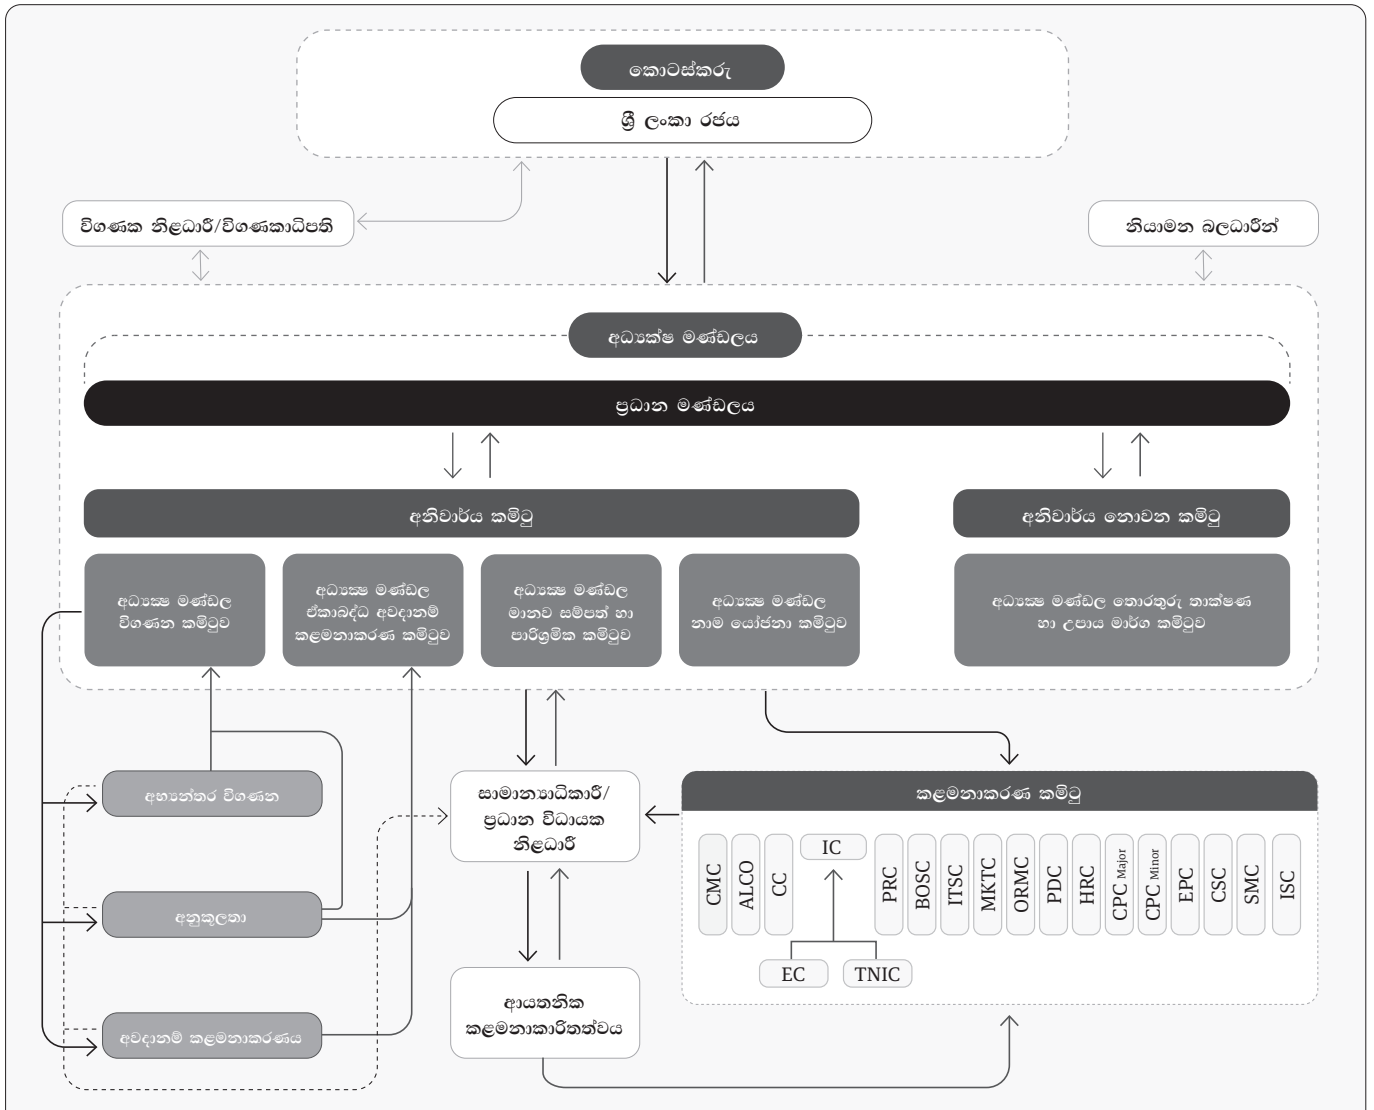 කොටස්කරු
ශ්‍රී ලංකා රජය
විගණක නිළධාරී/විගණකාධිපති
නියාමන බලධාරීන්
අධ්‍යක්ෂ මණ්ඩලය
ප්‍රධාන මණ්ඩලය
අනිවාර්ය කමිටු
අනිවාර්ය නොවන කමිටු
අධ්‍යක්ෂ මණ්ඩල
විගණන කමිටුව
අධ්‍යක්ෂ මණ්ඩල
ඒකාබද්ධ අවදානම්
කළමනාකරණ කමිටුව
අධ්‍යක්ෂ මණ්ඩල
මානව සම්පත් හා
පාරිශ්‍රමික කමිටුව
අධ්‍යක්ෂ මණ්ඩල
නාම යෝජනා කමිටුව
අධ්‍යක්ෂ මණ්ඩල තොරතුරු තාක්ෂණ
හා උපාය මාර්ග කමිටුව
අභ්‍යන්තර විගණන
අනුකූලතා
අවදානම් කළමනාකරණය
සාමාන්‍යාධිකාරී/
ප්‍රධාන විධායක
නිළධාරී
ආයතනික
කළමනාකාරිතත්වය
කළමනාකරණ කමිටු
CMC
ALCO
CC
IC
EC
TNIC
PRC
BOSC
ITSC
MKTC
ORMC
PDC
HRC
CPC Major
CPC Minor
EPC
CSC
SMC
ISC